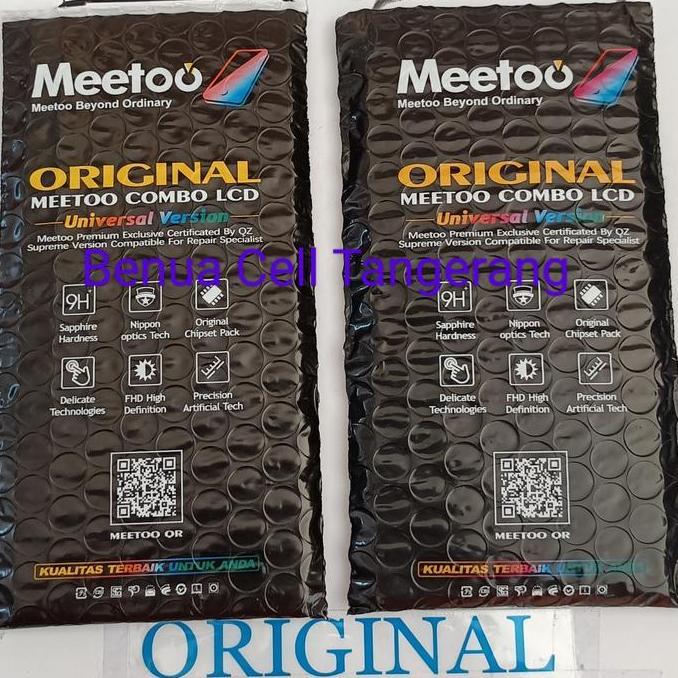 Meetoo
Meetoo Beyond Ordinary
ORIGINAL
MEETOO COMBO LCD
Universal Version
Meetoo Premium Exclusive Certificated By QZ
Supreme Version Compatible For Repair Specialist
9H
Sapphire
Hardness
Nippon
optics Tech
Original
Chipset Pack
Delicate
Technologies
FHD High
Definition
Precision
Artificial Tech
MEETOO QR
KUALITAS TERBAIK UNTUK ANDA
Meetoo
Meetoo Beyond Ordinary
ORIGINAL
MEETOO COMBO LCD
Universal Version
Meetoo Premium Exclusive Certificated By QZ
Supreme Version Compatible For Repair Specialist
9H
Sapphire
Hardness
Nippon
optics Tech
Original
Chipset Pack
Delicate
Technologies
FHD High
Definition
Precision
Artificial Tech
MEETOO QR
KUALITAS TERBAIK UNTUK ANDA
Benua Cell Tangerang
ORIGINAL